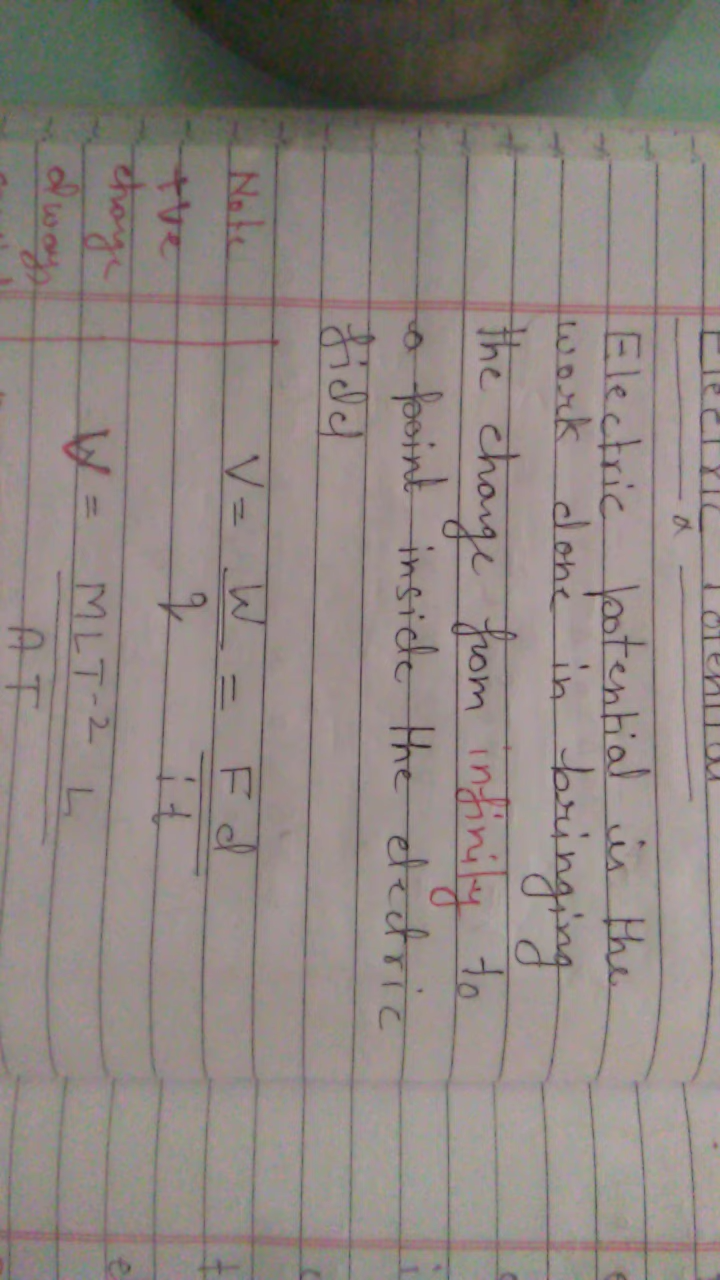 Electric Potential
x
Electric potential is the
work done in bringing
the charge from infinity to
a point inside the electric
field
Note
V = W = Fd
q it
+ve
charge
W = MLT-2 L
always
AT